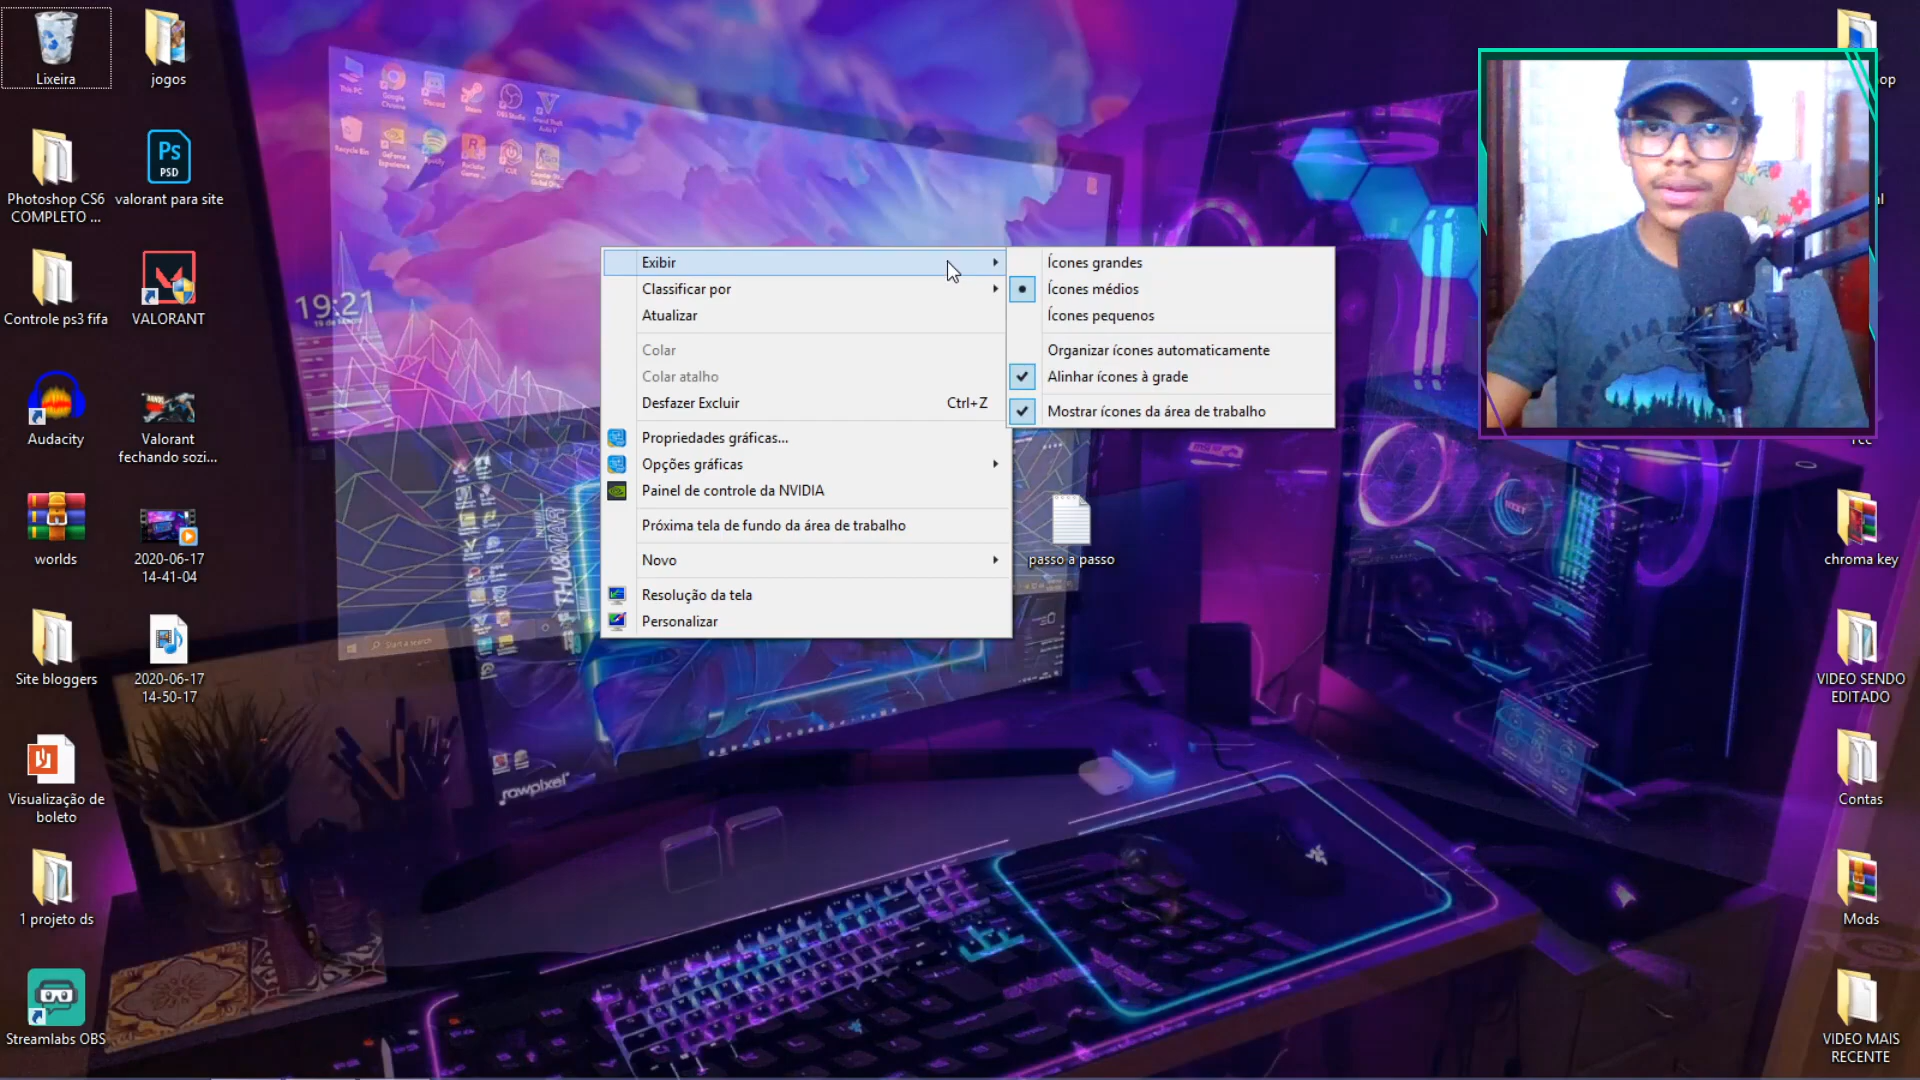 Lixeira
jogos
Photoshop CS6
COMPLETO ...
valorant para site
Controle ps3 fifa
VALORANT
Audacity
Valorant
fechando sozi...
worlds
2020-06-17
14-41-04
Site bloggers
2020-06-17
14-50-17
Visualização de
boleto
1 projeto ds
Streamlabs OBS
Ps
PSD
19:21
Exibir
Classificar por
Atualizar
Colar
Colar atalho
Desfazer Excluir Ctrl+Z
Propriedades gráficas...
Opções gráficas
Painel de controle da NVIDIA
Próxima tela de fundo da área de trabalho
Novo
Resolução da tela
Personalizar
Ícones grandes
Ícones médios
Ícones pequenos
Organizar ícones automaticamente
Alinhar ícones à grade
Mostrar ícones da área de trabalho
passo a passo
rawpixel
chroma key
VIDEO SENDO
EDITADO
Contas
Mods
VIDEO MAIS
RECENTE